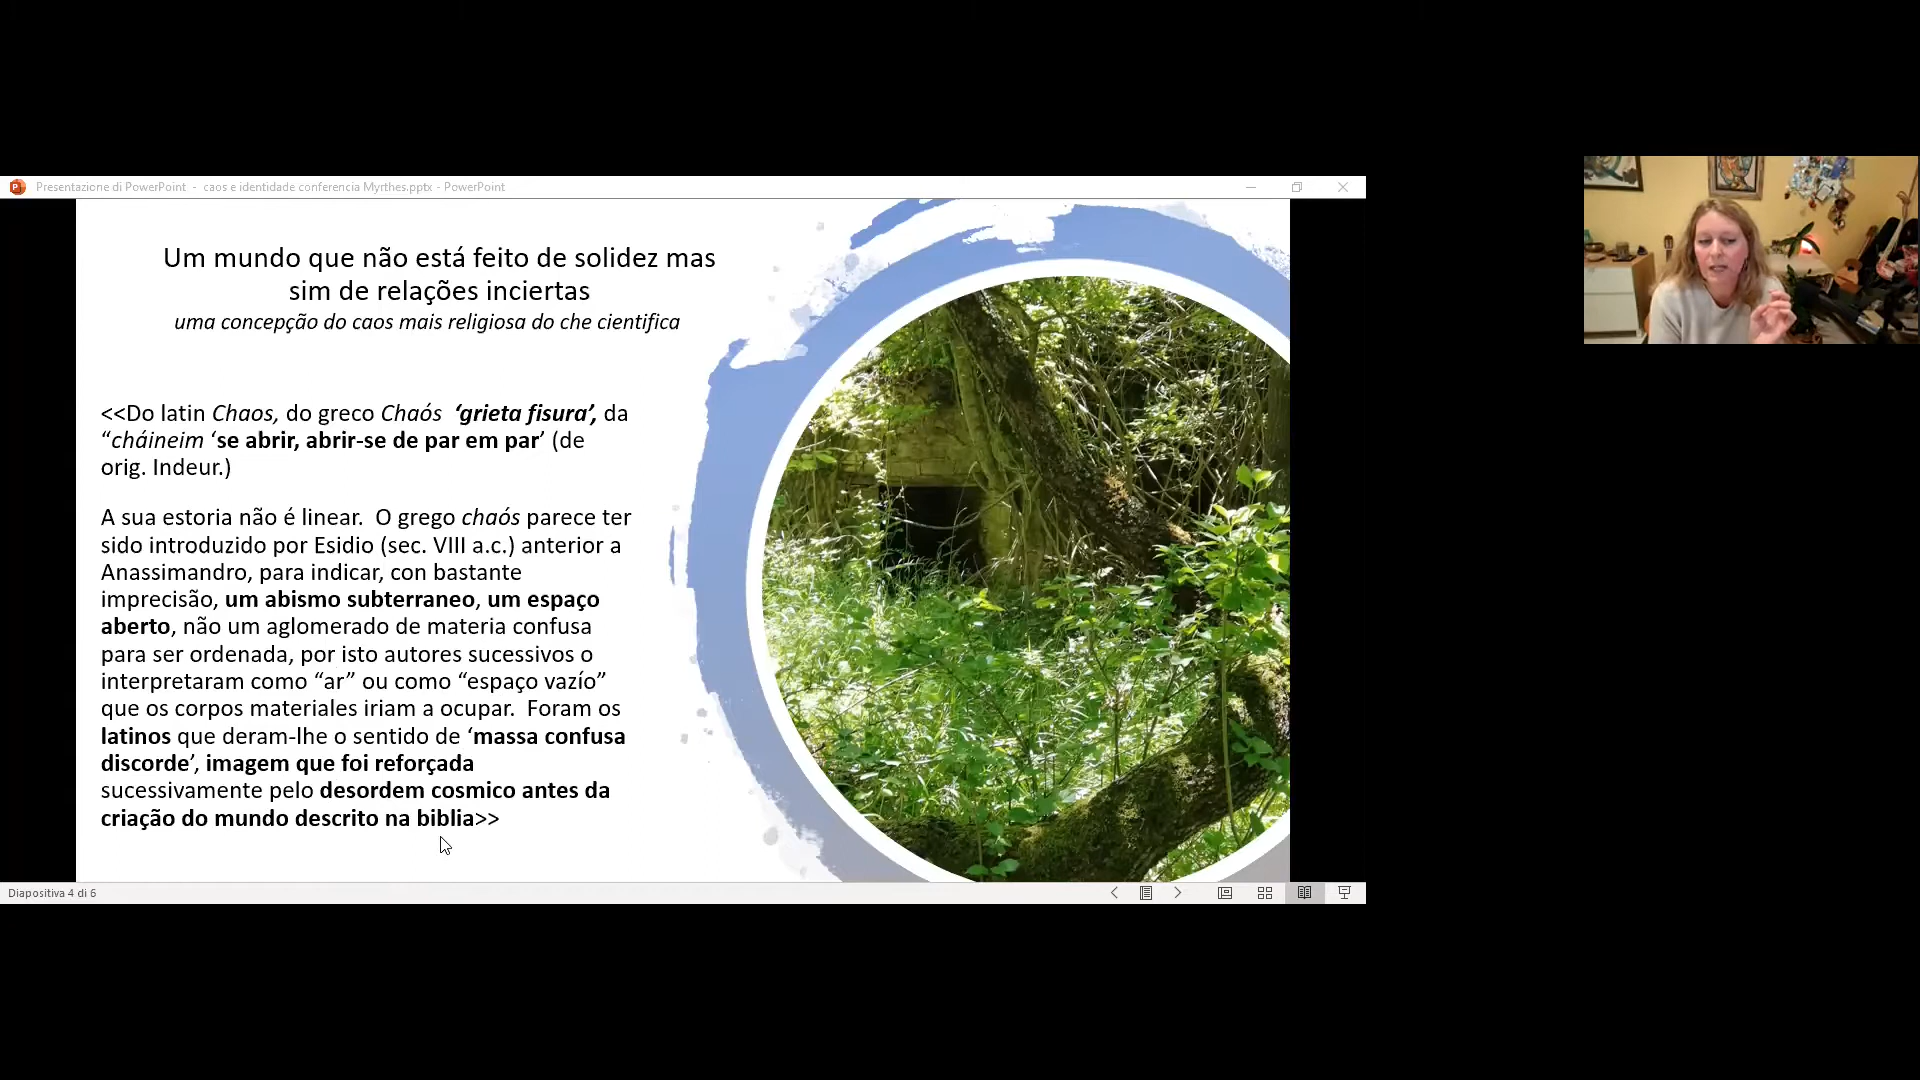 Presentazione di PowerPoint - caos e identidade conferencia Myrthes.pptx - PowerPoint
Um mundo que não está feito de solidez mas
sim de relações inciertas
uma concepção do caos mais religiosa do che cientifica
<<Do latin Chaos, do greco Chaós ‘grieta fisura’, da
“cháineim ‘se abrir, abrir-se de par em par’ (de
orig. Indeur.)
A sua estoria não é linear. O grego chaós parece ter
sido introduzido por Esidio (sec. VIII a.c.) anterior a
Anassimandro, para indicar, con bastante
imprecisão, um abismo subterraneo, um espaço
aberto, não um aglomerado de materia confusa
para ser ordenada, por isto autores sucessivos o
interpretaram como “ar” ou como “espaço vazío”
que os corpos materiales iriam a ocupar. Foram os
latinos que deram-lhe o sentido de ‘massa confusa
discorde’, imagem que foi reforçada
sucessivamente pelo desordem cosmico antes da
criação do mundo descrito na biblia>>
Diapositiva 4 di 6